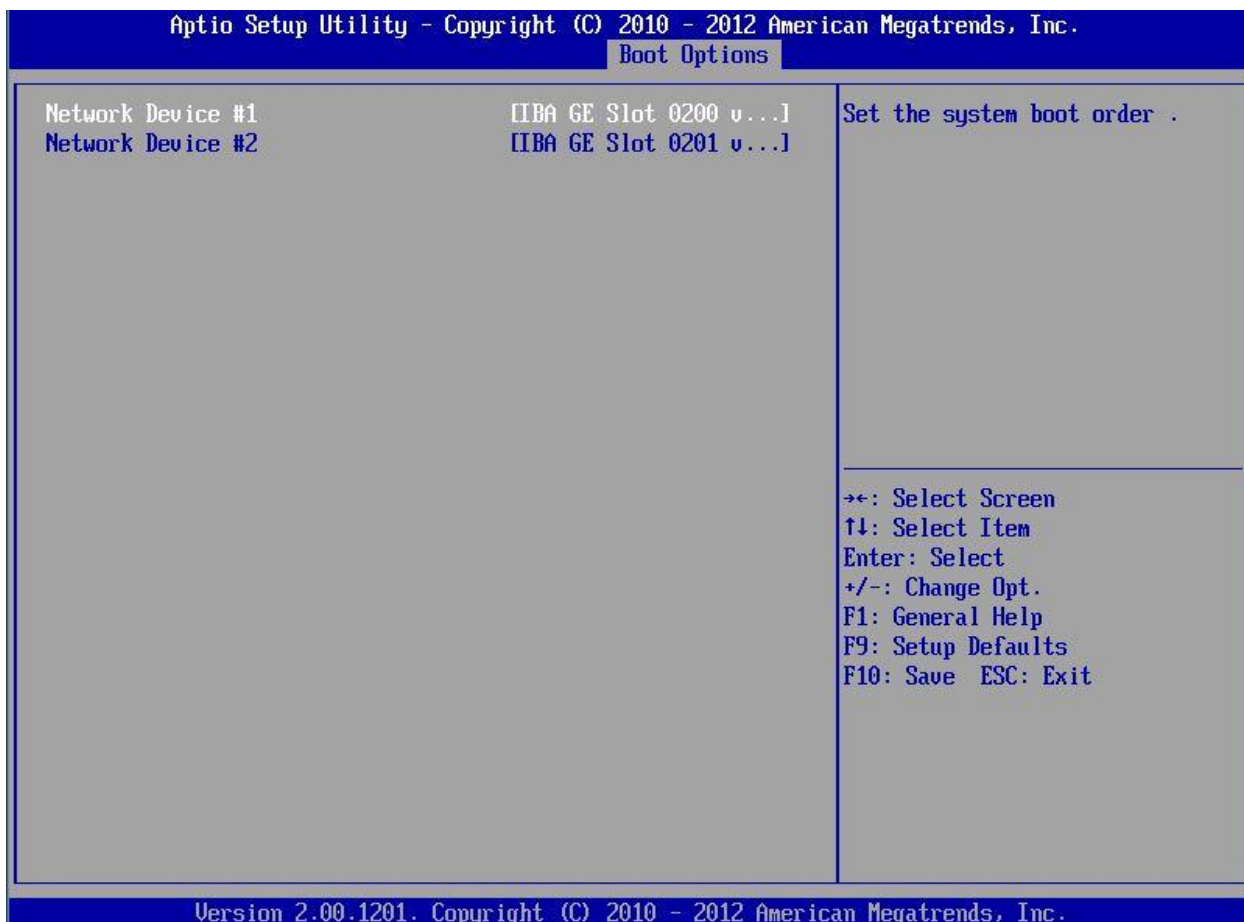 Aptio Setup Utility - Copyright (C) 2010 - 2012 American Megatrends, Inc.
Boot Options
Network Device #1 [IBA GE Slot 0200 v...]
Network Device #2 [IBA GE Slot 0201 v...]
Set the system boot order .
→←: Select Screen
↑↓: Select Item
Enter: Select
+/-: Change Opt.
F1: General Help
F9: Setup Defaults
F10: Save ESC: Exit
Version 2.00.1201. Copyright (C) 2010 - 2012 American Megatrends, Inc.